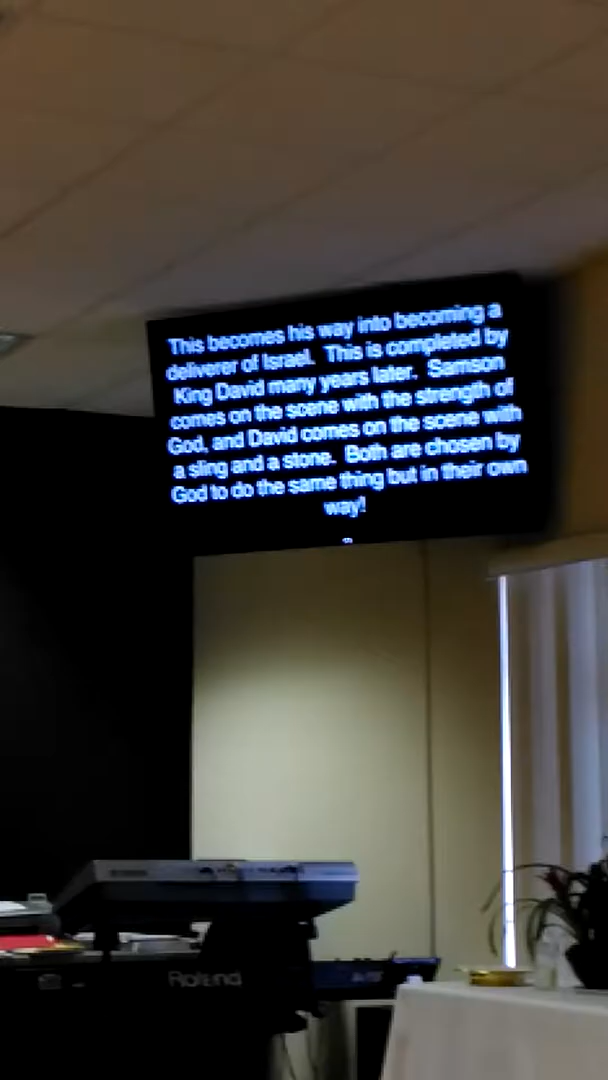 This becomes his way into becoming a
deliverer of Israel.  This is completed by
King David many years later.  Samson
comes on the scene with the strength of
God, and David comes on the scene with
a sling and a stone.  Both are chosen by
God to do the same thing but in their own
way!
Roland